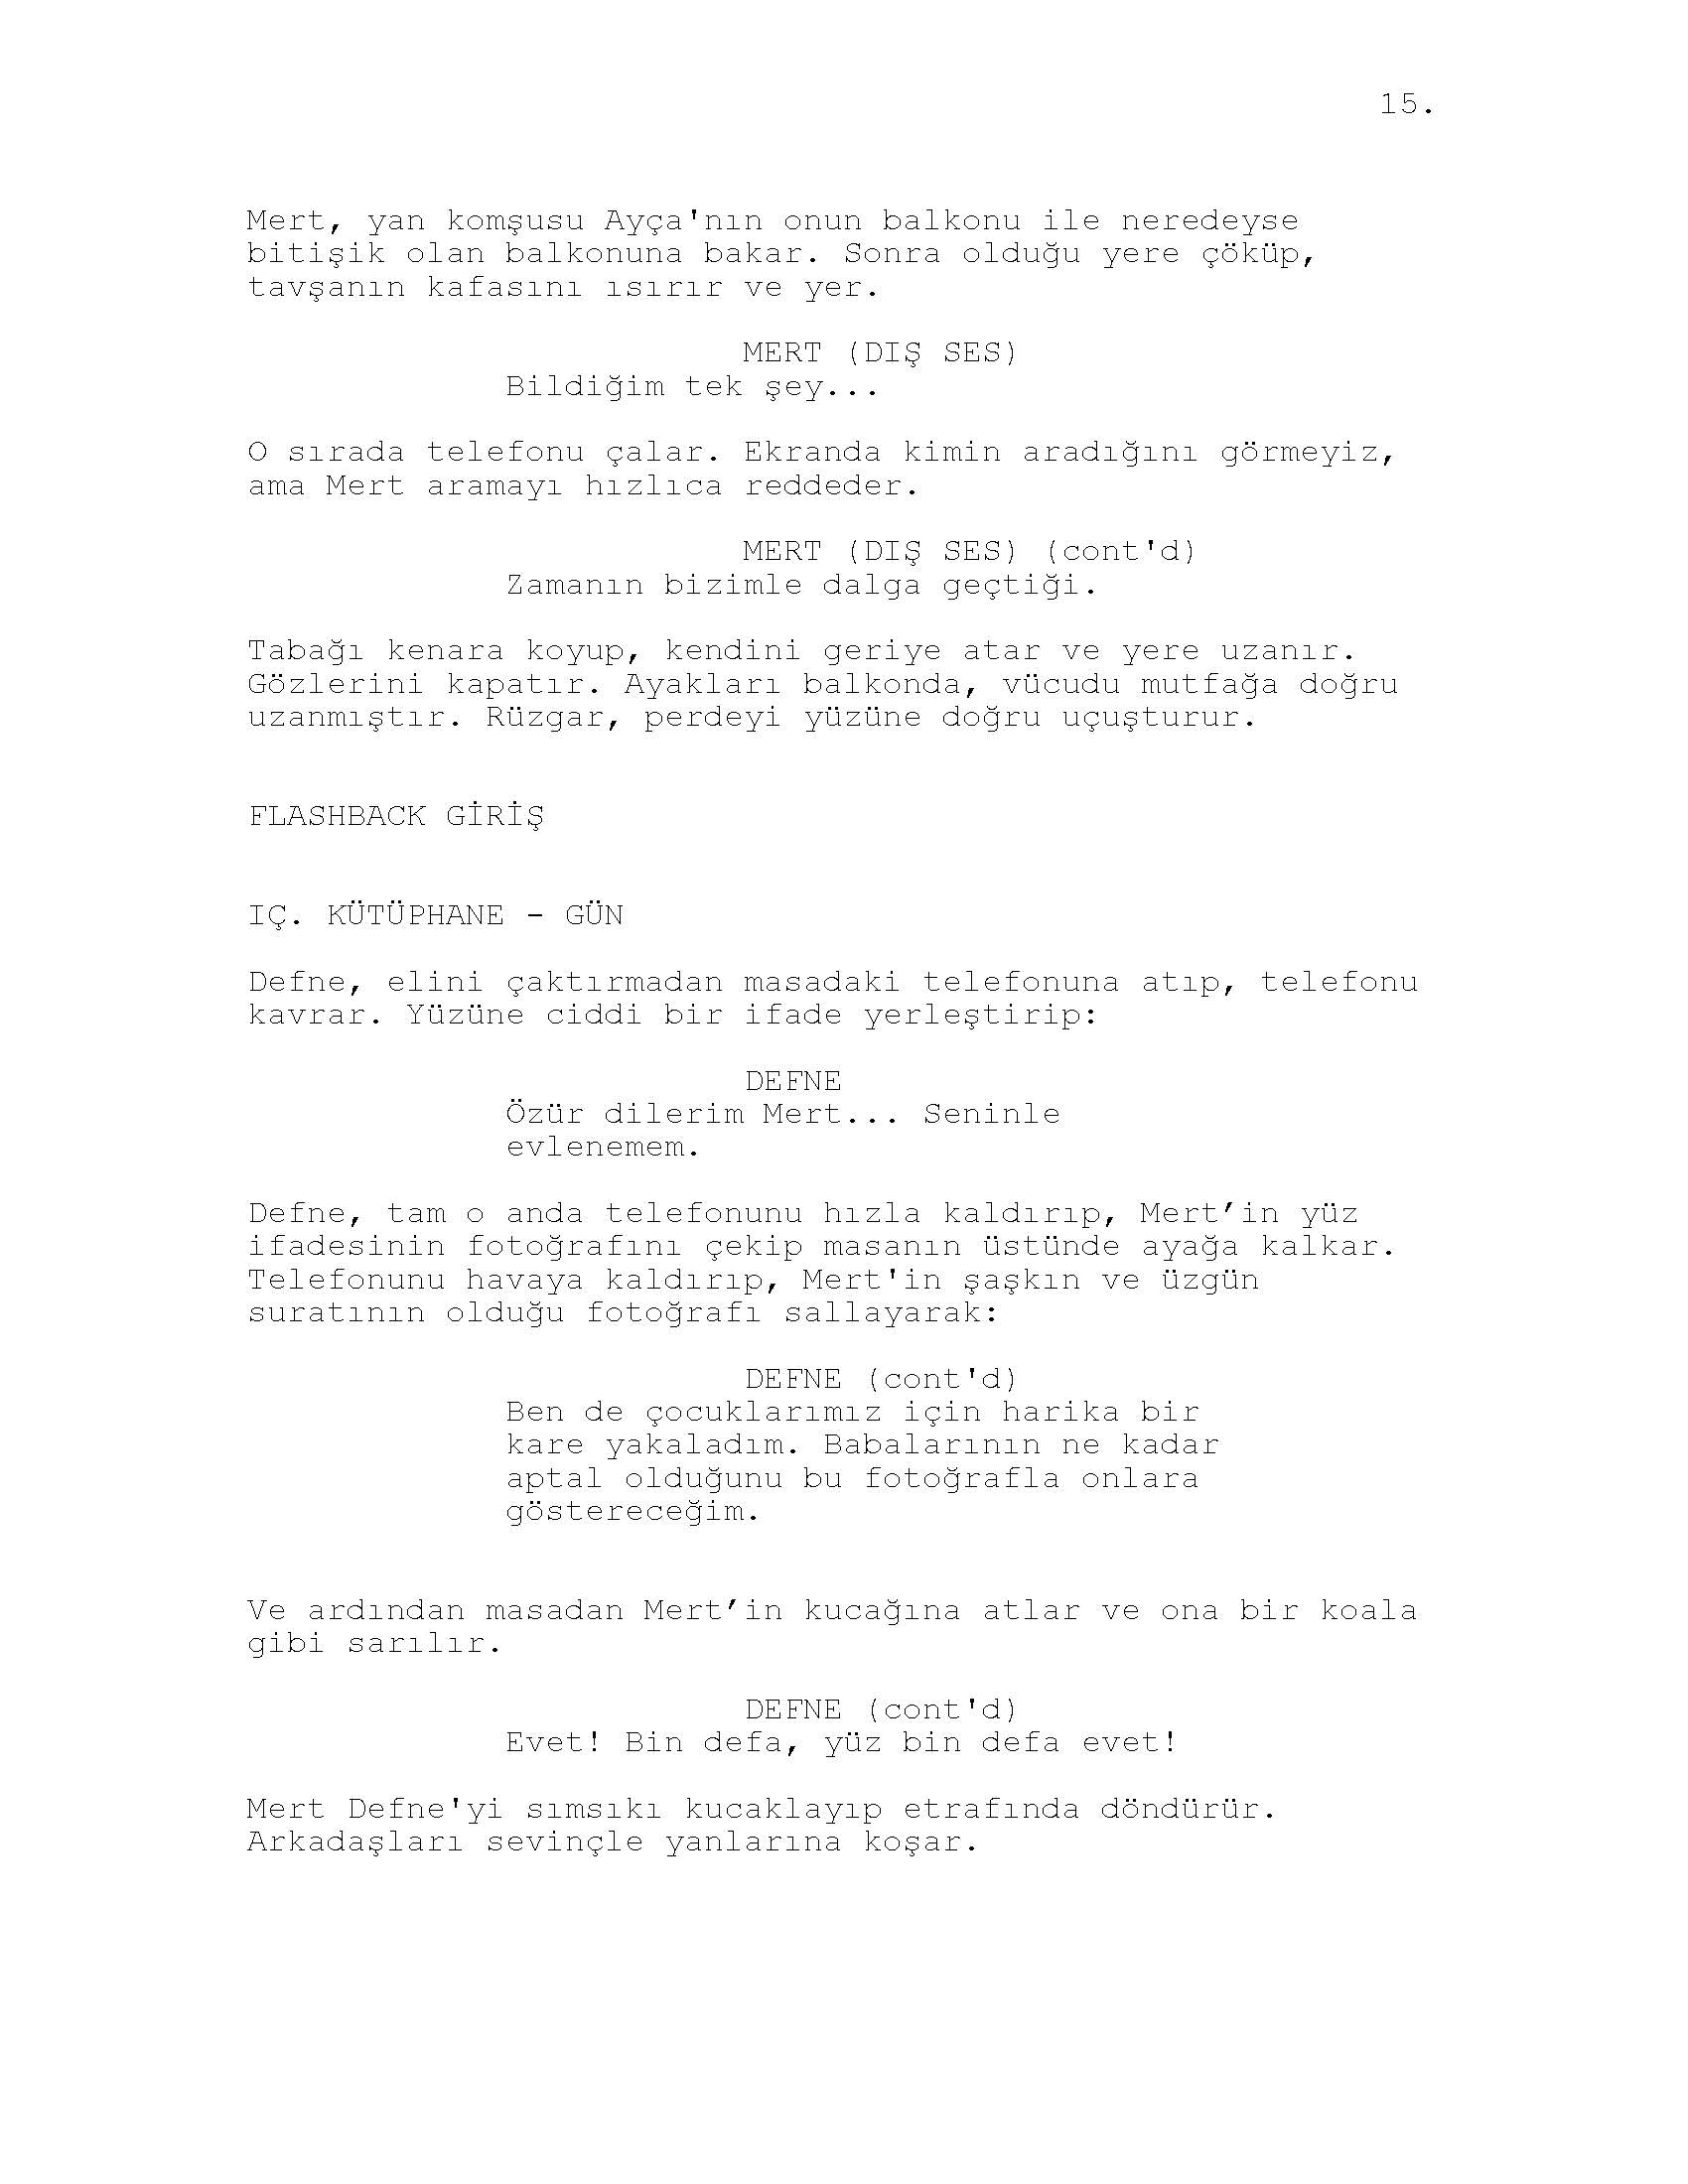 15.
Mert, yan komşusu Ayça'nın onun balkonu ile neredeyse
bitişik olan balkonuna bakar. Sonra olduğu yere çöküp,
tavşanın kafasını ısırır ve yer.
MERT (DIŞ SES)
Bildiğim tek şey...
O sırada telefonu çalar. Ekranda kimin aradığını görmeyiz,
ama Mert aramayı hızlıca reddeder.
MERT (DIŞ SES) (cont'd)
Zamanın bizimle dalga geçtiği.
Tabağı kenara koyup, kendini geriye atar ve yere uzanır.
Gözlerini kapatır. Ayakları balkonda, vücudu mutfağa doğru
uzanmıştır. Rüzgar, perdeyi yüzüne doğru uçuşturur.
FLASHBACK GİRİŞ
IÇ. KÜTÜPHANE - GÜN
Defne, elini çaktırmadan masadaki telefonuna atıp, telefonu
kavrar. Yüzüne ciddi bir ifade yerleştirip:
DEFNE
Özür dilerim Mert... Seninle
evlenemem.
Defne, tam o anda telefonunu hızla kaldırıp, Mert’in yüz
ifadesinin fotoğrafını çekip masanın üstünde ayağa kalkar.
Telefonunu havaya kaldırıp, Mert'in şaşkın ve üzgün
suratının olduğu fotoğrafı sallayarak:
DEFNE (cont'd)
Ben de çocuklarımız için harika bir
kare yakaladım. Babalarının ne kadar
aptal olduğunu bu fotoğrafla onlara
göstereceğim.
Ve ardından masadan Mert’in kucağına atlar ve ona bir koala
gibi sarılır.
DEFNE (cont'd)
Evet! Bin defa, yüz bin defa evet!
Mert Defne'yi sımsıkı kucaklayıp etrafında döndürür.
Arkadaşları sevinçle yanlarına koşar.